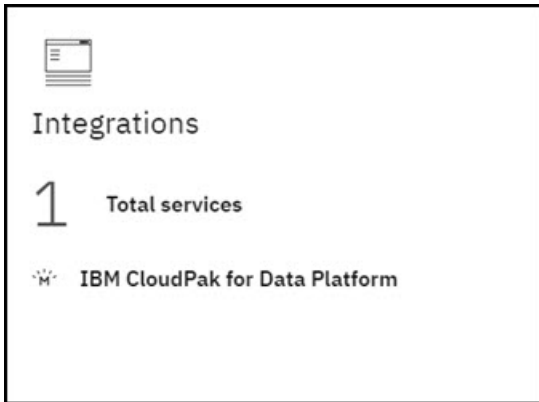 Integrations
1 Total services
M IBM CloudPak for Data Platform